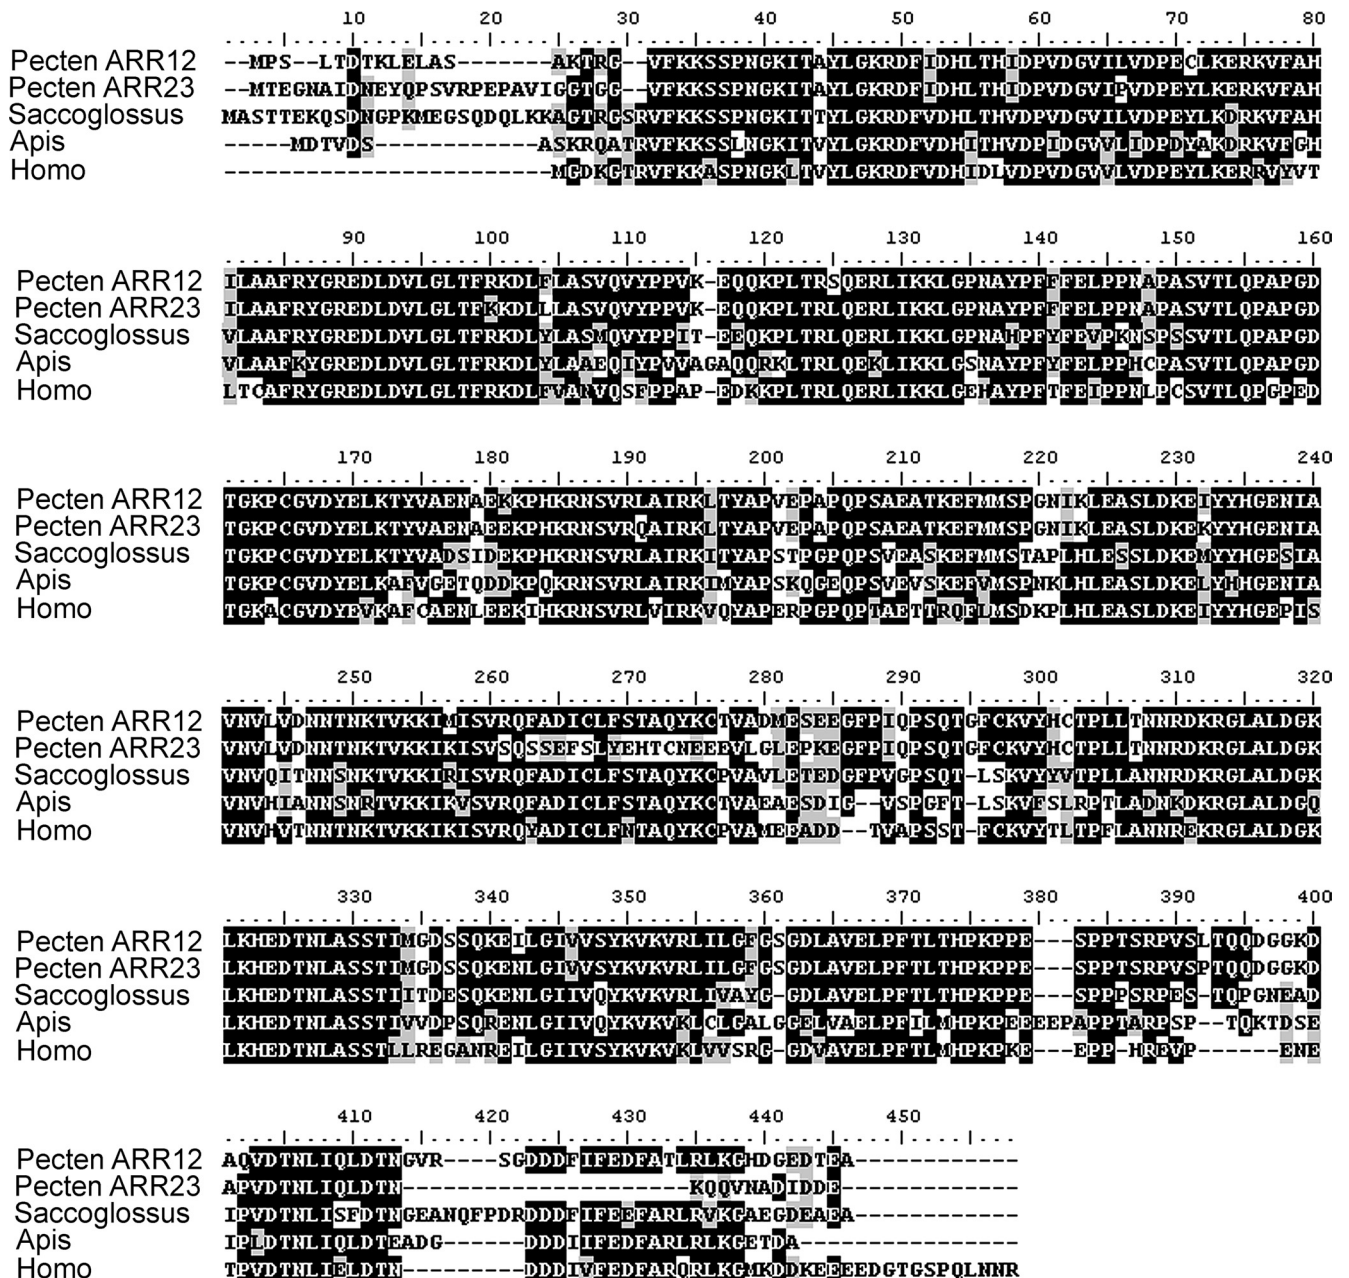 10 20 30 40 50 60 70 80
Pecten ARR12 --MPS--LTDTKLELAS-------AKTRG--VFKKSSPNGKITAYLGKRDFIDHLTHIDPVDGVILVDPECLKERKVFAH
Pecten ARR23 --MTEGNAIDNEYQPSVRPEPAVIGGTGG--VFKKSSPNGKITAYLGKRDFIDHLTHIDPVDGVIPVDPEYLKERKVFAH
Saccoglossus MASTTEKQSDNGPKMEGSQDQLKKAGTRGSRVFKKSSPNGKITTYLGKRDFVDHLTHVDPVDGVILVDPEYLKDRKVFAH
Apis -----MDTVDS------------ASKRQATRVFKKSSLNGKITVYLGKRDFVDHITHVDPIDGVVLIDPDYAKDRKVFGH
Homo ------------------------MGDKGTRVFKKASPNGKLTVYLGKRDFVDHIDLVDPVDGVVLVDPEYLKERRVYVT
90 100 110 120 130 140 150 160
Pecten ARR12 ILAAFRYGREDLDVLGLTFRKDLFLASVQVYPPVK-EQQKPLTRSQERLIKKLGPNAYPFFFELPPNAPASVTLQPAPGD
Pecten ARR23 ILAAFRYGREDLDVLGLTFKKDLLLASVQVYPPVK-EQQKPLTRLQERLIKKLGPNAYPFFFELPPNAPASVTLQPAPGD
Saccoglossus VLAAFRYGREDLDVLGLTFRKDLYLASMQVYPPIT-EEQKPLTRLQERLIKKLGPNAHPFYFEVPKNSPSSVTLQPAPGD
Apis VLAAFKYGREDLDVLGLTFRKDLYLAAEQIYPVVAGAQQRKLTRLQEKLIKKLGSNAYPFYFELPPHCPASVTLQPAPGD
Homo LTCAFRYGREDLDVLGLTFRKDLFVANVQSFPPAP-EDKKPLTRLQERLIKKLGEHAYPFTFEIPPNLPCSVTLQPGPED
170 180 190 200 210 220 230 240
Pecten ARR12 TGKPCGVDYELKTYVAENAEKKPHKRNSVRLAIRKLTYAPVEPAPQPSAEATKEFMMSPGNIKLEASLDKEIYYHGENIA
Pecten ARR23 TGKPCGVDYELKTYVAENAEEKPHKRNSVRQAIRKLTYAPVEPAPQPSAEATKEFMMSPGNIKLEASLDKEKYYHGENIA
Saccoglossus TGKPCGVDYELKTYVADSIDEKPHKRNSVRLAIRKITYAPSTPGPQPSVEASKEFMMSTAPLHLESSLDKEMYYHGESIA
Apis TGKPCGVDYELKAFVGETQDDKPQKRNSVRLAIRKIMYAPSKQGEQPSVEVSKEFVMSPNKLHLEASLDKELYHHGENIA
Homo TGKACGVDYEVKAFCAENLEEKIHKRNSVRLVIRKVQYAPERPGPQPTAETTRQFLMSDKPLHLEASLDKEIYYHGEPIS
250 260 270 280 290 300 310 320
Pecten ARR12 VNVLVDNNTNKTVKKIMISVRQFADICLFSTAQYKCTVADMESEEGFPIQPSQTGFCKVYHCTPLLTNNRDKRGLALDGK
Pecten ARR23 VNVLVDNNTNKTVKKIKISVSQSSEFSLYEHTCNEEEVLGLEPKEGFPIQPSQTGFCKVYHCTPLLTNNRDKRGLALDGK
Saccoglossus VNVQITNNSNKTVKKIRISVRQFADICLFSTAQYKCPVAVLETEDGFPVGPSQT-LSKVYYVTPLLANNRDKRGLALDGK
Apis VNVHIANNSNRTVKKIKVSVRQFADICLFSTAQYKCTVAEAESDIG--VSPGFT-LSKVFSLRPTLADNKDKRGLALDGQ
Homo VNVHVTNNTNKTVKKIKISVRQYADICLFNTAQYKCPVAMEEADD--TVAPSST-FCKVYTLTPFLANNREKRGLALDGK
330 340 350 360 370 380 390 400
Pecten ARR12 LKHEDTNLASSTIMGDSSQKEILGIVVSYKVKVRLILGFGSGDLAVELPFTLTHPKPPE---SPPTSRPVSLTQQDGGKD
Pecten ARR23 LKHEDTNLASSTIMGDSSQKENLGIVVSYKVKVRLILGFGSGDLAVELPFTLTHPKPPE---SPPTSRPVSPTQQDGGKD
Saccoglossus LKHEDTNLASSTIITDESQKENLGIIVQYKVKVRLIVAYG-GDLAVELPFTLTHPKPPE---SPPPSRPES-TQPGNEAD
Apis LKHEDTNLASSTIVVDPSQRENLGIIVQYKVKVKLCLGALGGELVAELPFILMHPKPEEEEPAPPTARPSP--TQKTDSE
Homo LKHEDTNLASSTLLREGANREILGIIVSYKVKVKLVVSRG-GDVAVELPFTLMHPKPKE---EPP-HREVP------ENE
410 420 430 440 450
Pecten ARR12 AQVDTNLIQLDTNGVR----SGDDDFIFEDFATLRLKGHDGEDTEA------------
Pecten ARR23 APVDTNLIQLDTN---------------------KQQVNADIDDE-------------
Saccoglossus IPVDTNLISFDTNGEANQFPDRDDDFIFEEFARLRVKGAEGDEAEA------------
Apis IPLDTNLIQLDTEADG------DDDIIFEDFARLRLKGETDA----------------
Homo TPVDTNLIELDTN---------DDDIVFEDFARQRLKGMKDDKEEEEDGTGSPQLNNR